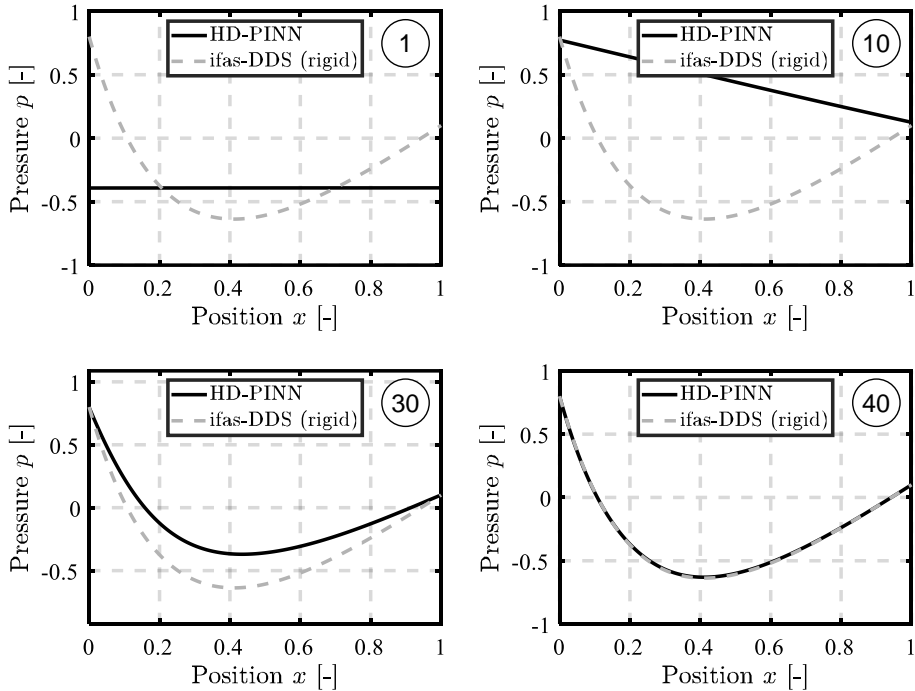 1
0.5
0
-0.5
-1
Pressure p [-]
HD-PINN
ifas-DDS (rigid)
1
0 0.2 0.4 0.6 0.8 1
Position x [-]
1
0.5
0
-0.5
-1
Pressure p [-]
HD-PINN
ifas-DDS (rigid)
10
0 0.2 0.4 0.6 0.8 1
Position x [-]
1
0.5
0
-0.5
Pressure p [-]
HD-PINN
ifas-DDS (rigid)
30
0 0.2 0.4 0.6 0.8 1
Position x [-]
1
0.5
0
-0.5
-1
Pressure p [-]
HD-PINN
ifas-DDS (rigid)
40
0 0.2 0.4 0.6 0.8 1
Position x [-]